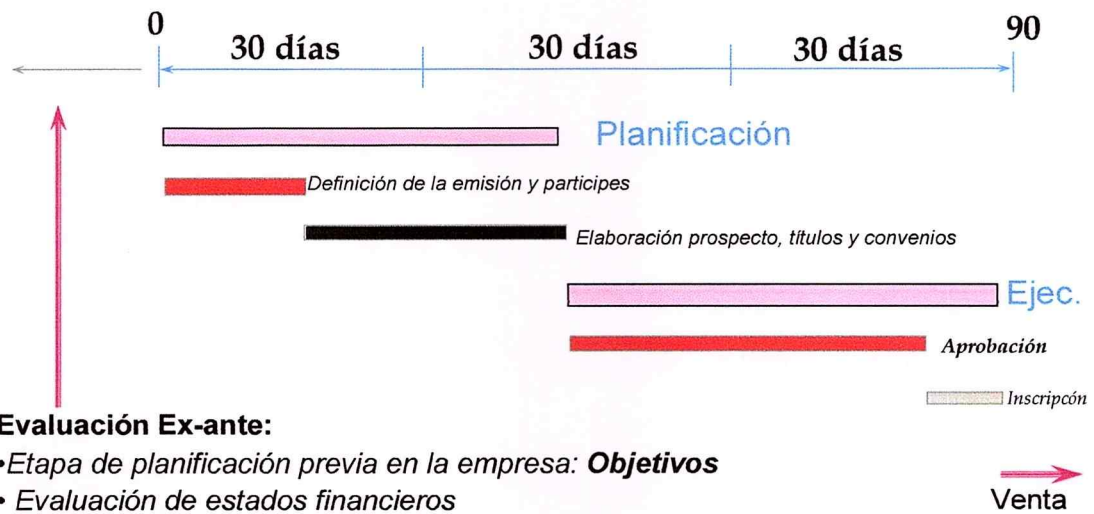 0
90
30 días
30 días
30 días
Planificación
Definición de la emisión y participes
Elaboración prospecto, títulos y convenios
Ejec.
Aprobación
Inscripcón
Evaluación Ex-ante:
•Etapa de planificación previa en la empresa: Objetivos
• Evaluación de estados financieros
Venta